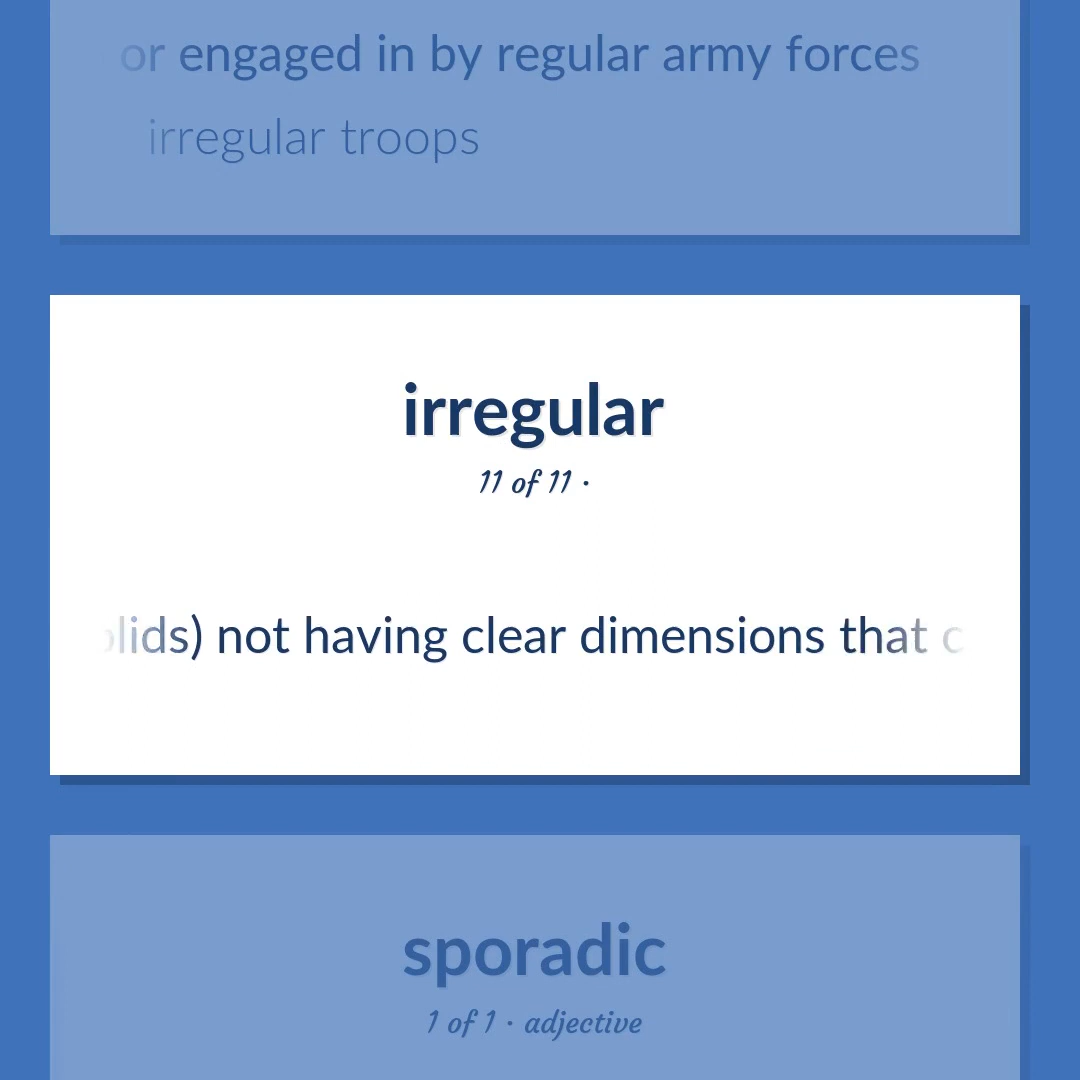 or engaged in by regular army forces
irregular troops
irregular
11 of 11 ·
lids) not having clear dimensions that
sporadic
1 of 1 · adjective